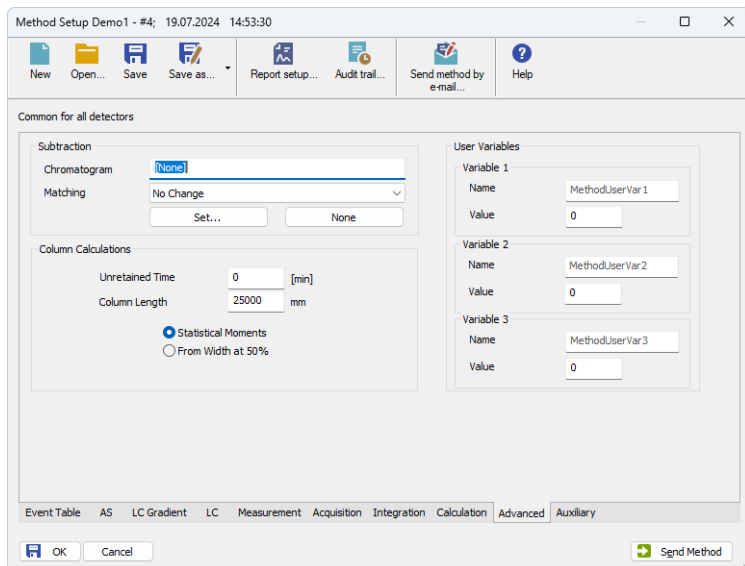 Method Setup Demo1 - #4;   19.07.2024   14:53:30
New
Open...
Save
Save as...
Report setup...
Audit trail...
Send method by
e-mail...
Help
Common for all detectors
Subtraction
Chromatogram
[None]
Matching
No Change
Set...
None
Column Calculations
Unretained Time
0
[min]
Column Length
25000
mm
Statistical Moments
From Width at 50%
User Variables
Variable 1
Name
MethodUserVar1
Value
0
Variable 2
Name
MethodUserVar2
Value
0
Variable 3
Name
MethodUserVar3
Value
0
Event Table
AS
LC Gradient
LC
Measurement
Acquisition
Integration
Calculation
Advanced
Auxiliary
OK
Cancel
Send Method